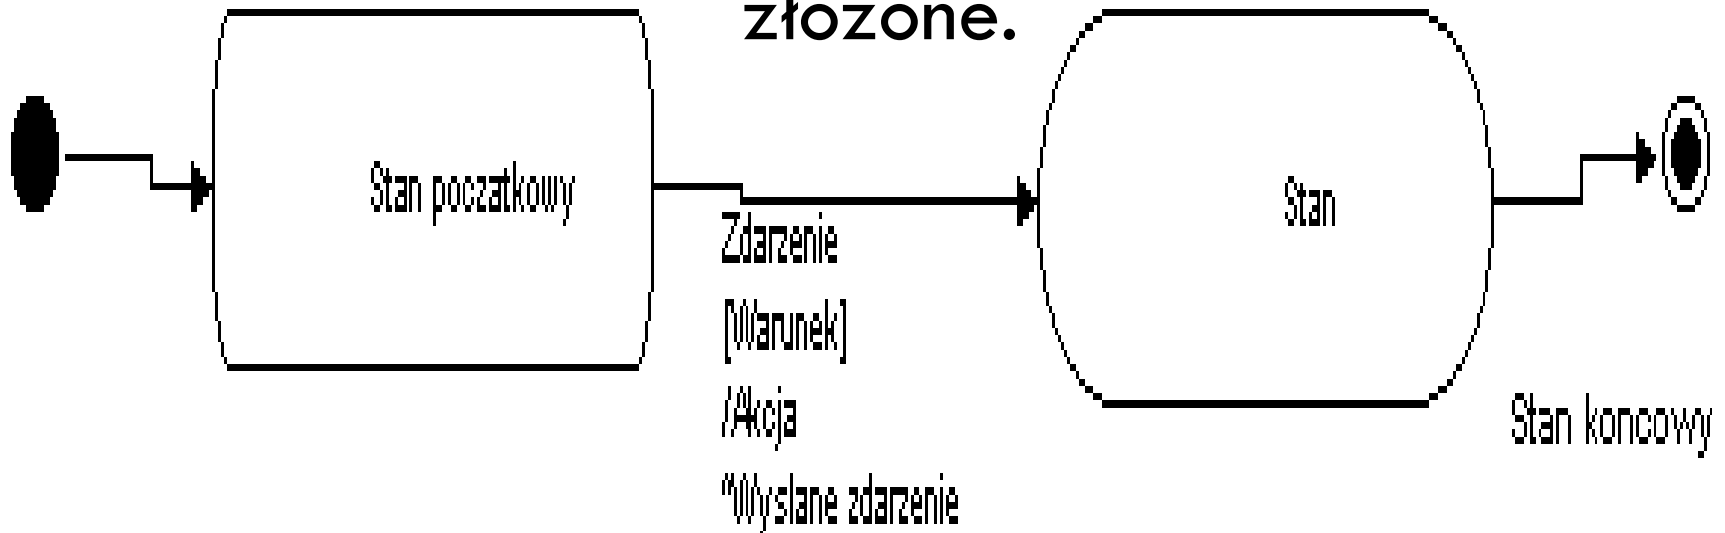 złozone.
Stan poczatkowy
Stan
Zdarzenie
[Warunek]
/Akcja
^Wyslane zdarzenie
Stan koncowy